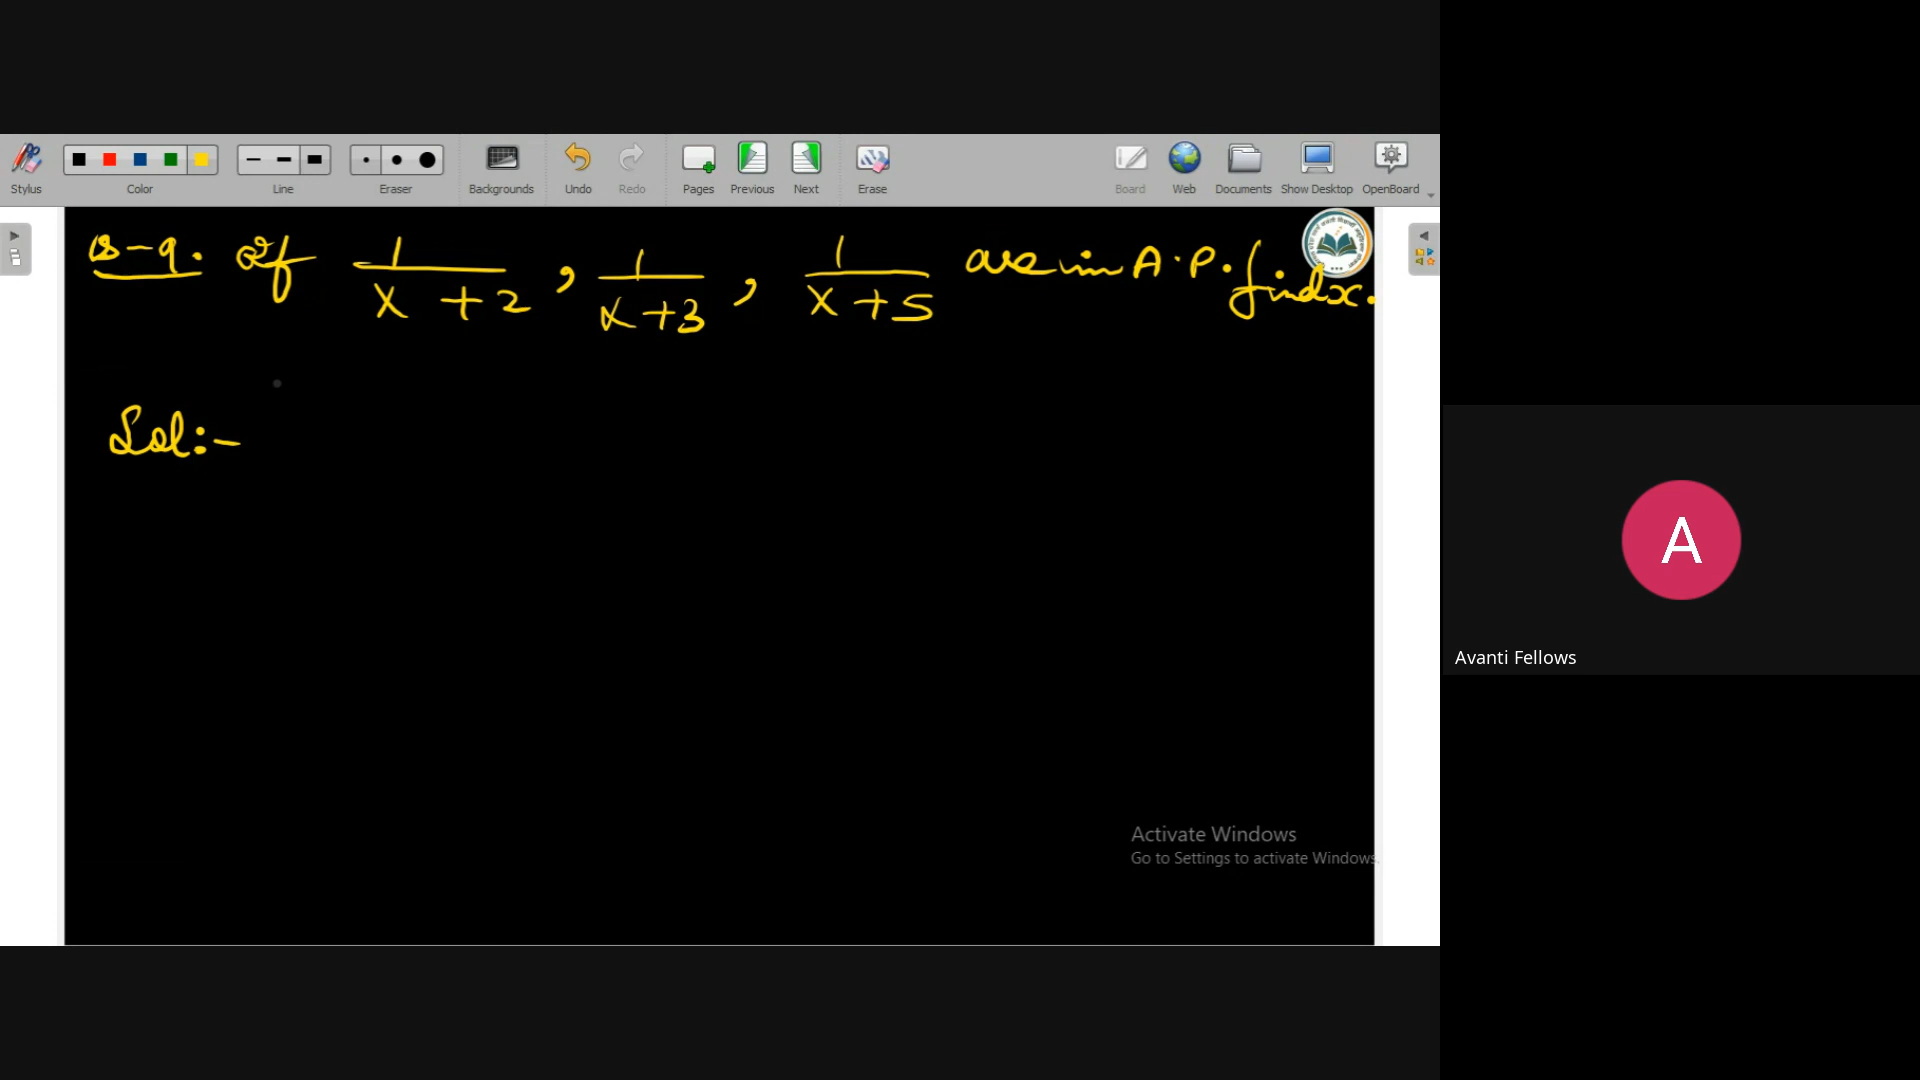 Stylus Color Line Eraser Backgrounds Undo Redo Pages Previous Next Erase Board Web Documents Show Desktop OpenBoard
Q-9. If 1/(x+2), 1/(x+3), 1/(x+5) are in A.P. find x.
Sol:-
A
Avanti Fellows
Activate Windows
Go to Settings to activate Windows.